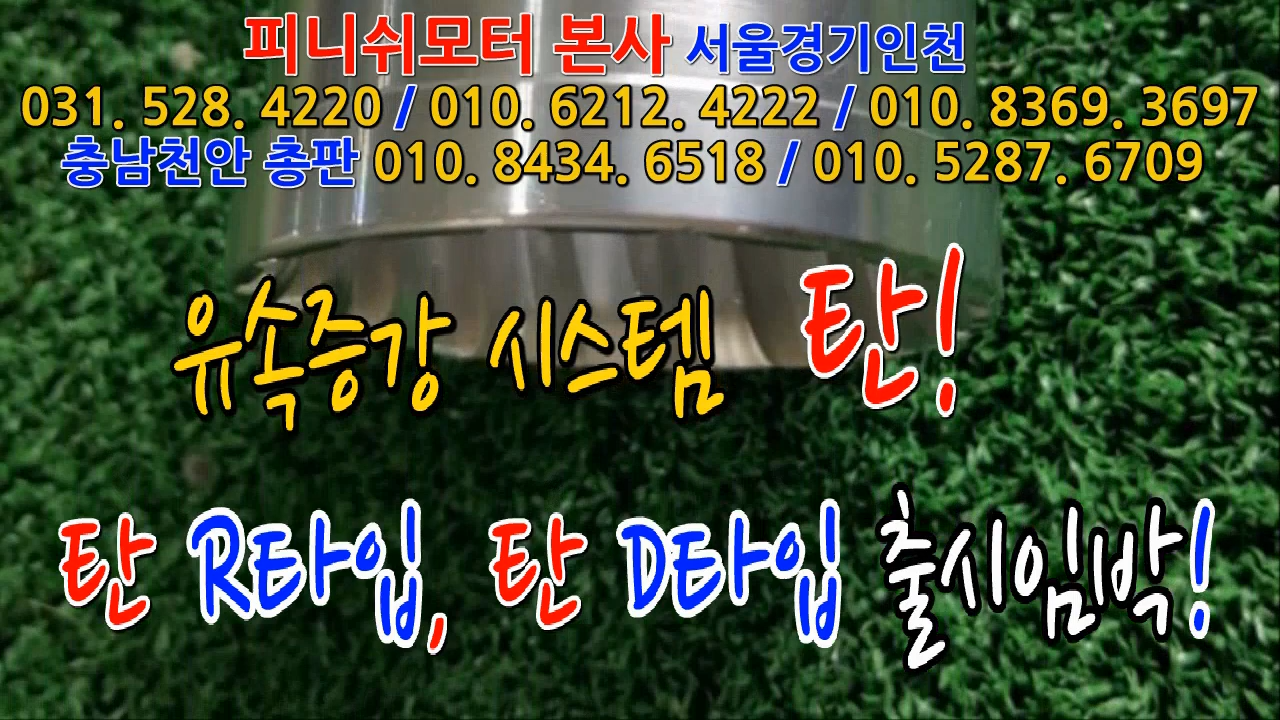 피니쉬모터 본사 서울경기인천
031. 528. 4220 / 010. 6212. 4222 / 010. 8369. 3697
충남천안 총판 010. 8434. 6518 / 010. 5287. 6709
유속증강 시스템 탄!
탄 R타입, 탄 D타입 출시임박!